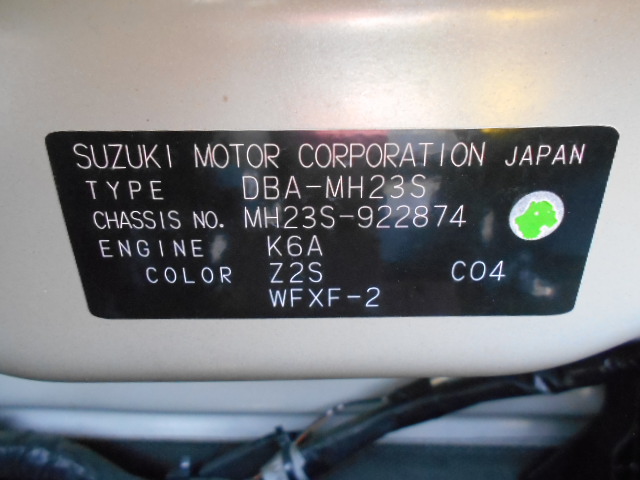 SUZUKI MOTOR CORPORATION JAPAN
TYPE DBA-MH23S
CHASSIS NO. MH23S-922874
ENGINE K6A
COLOR Z2S C04
WFXF-2